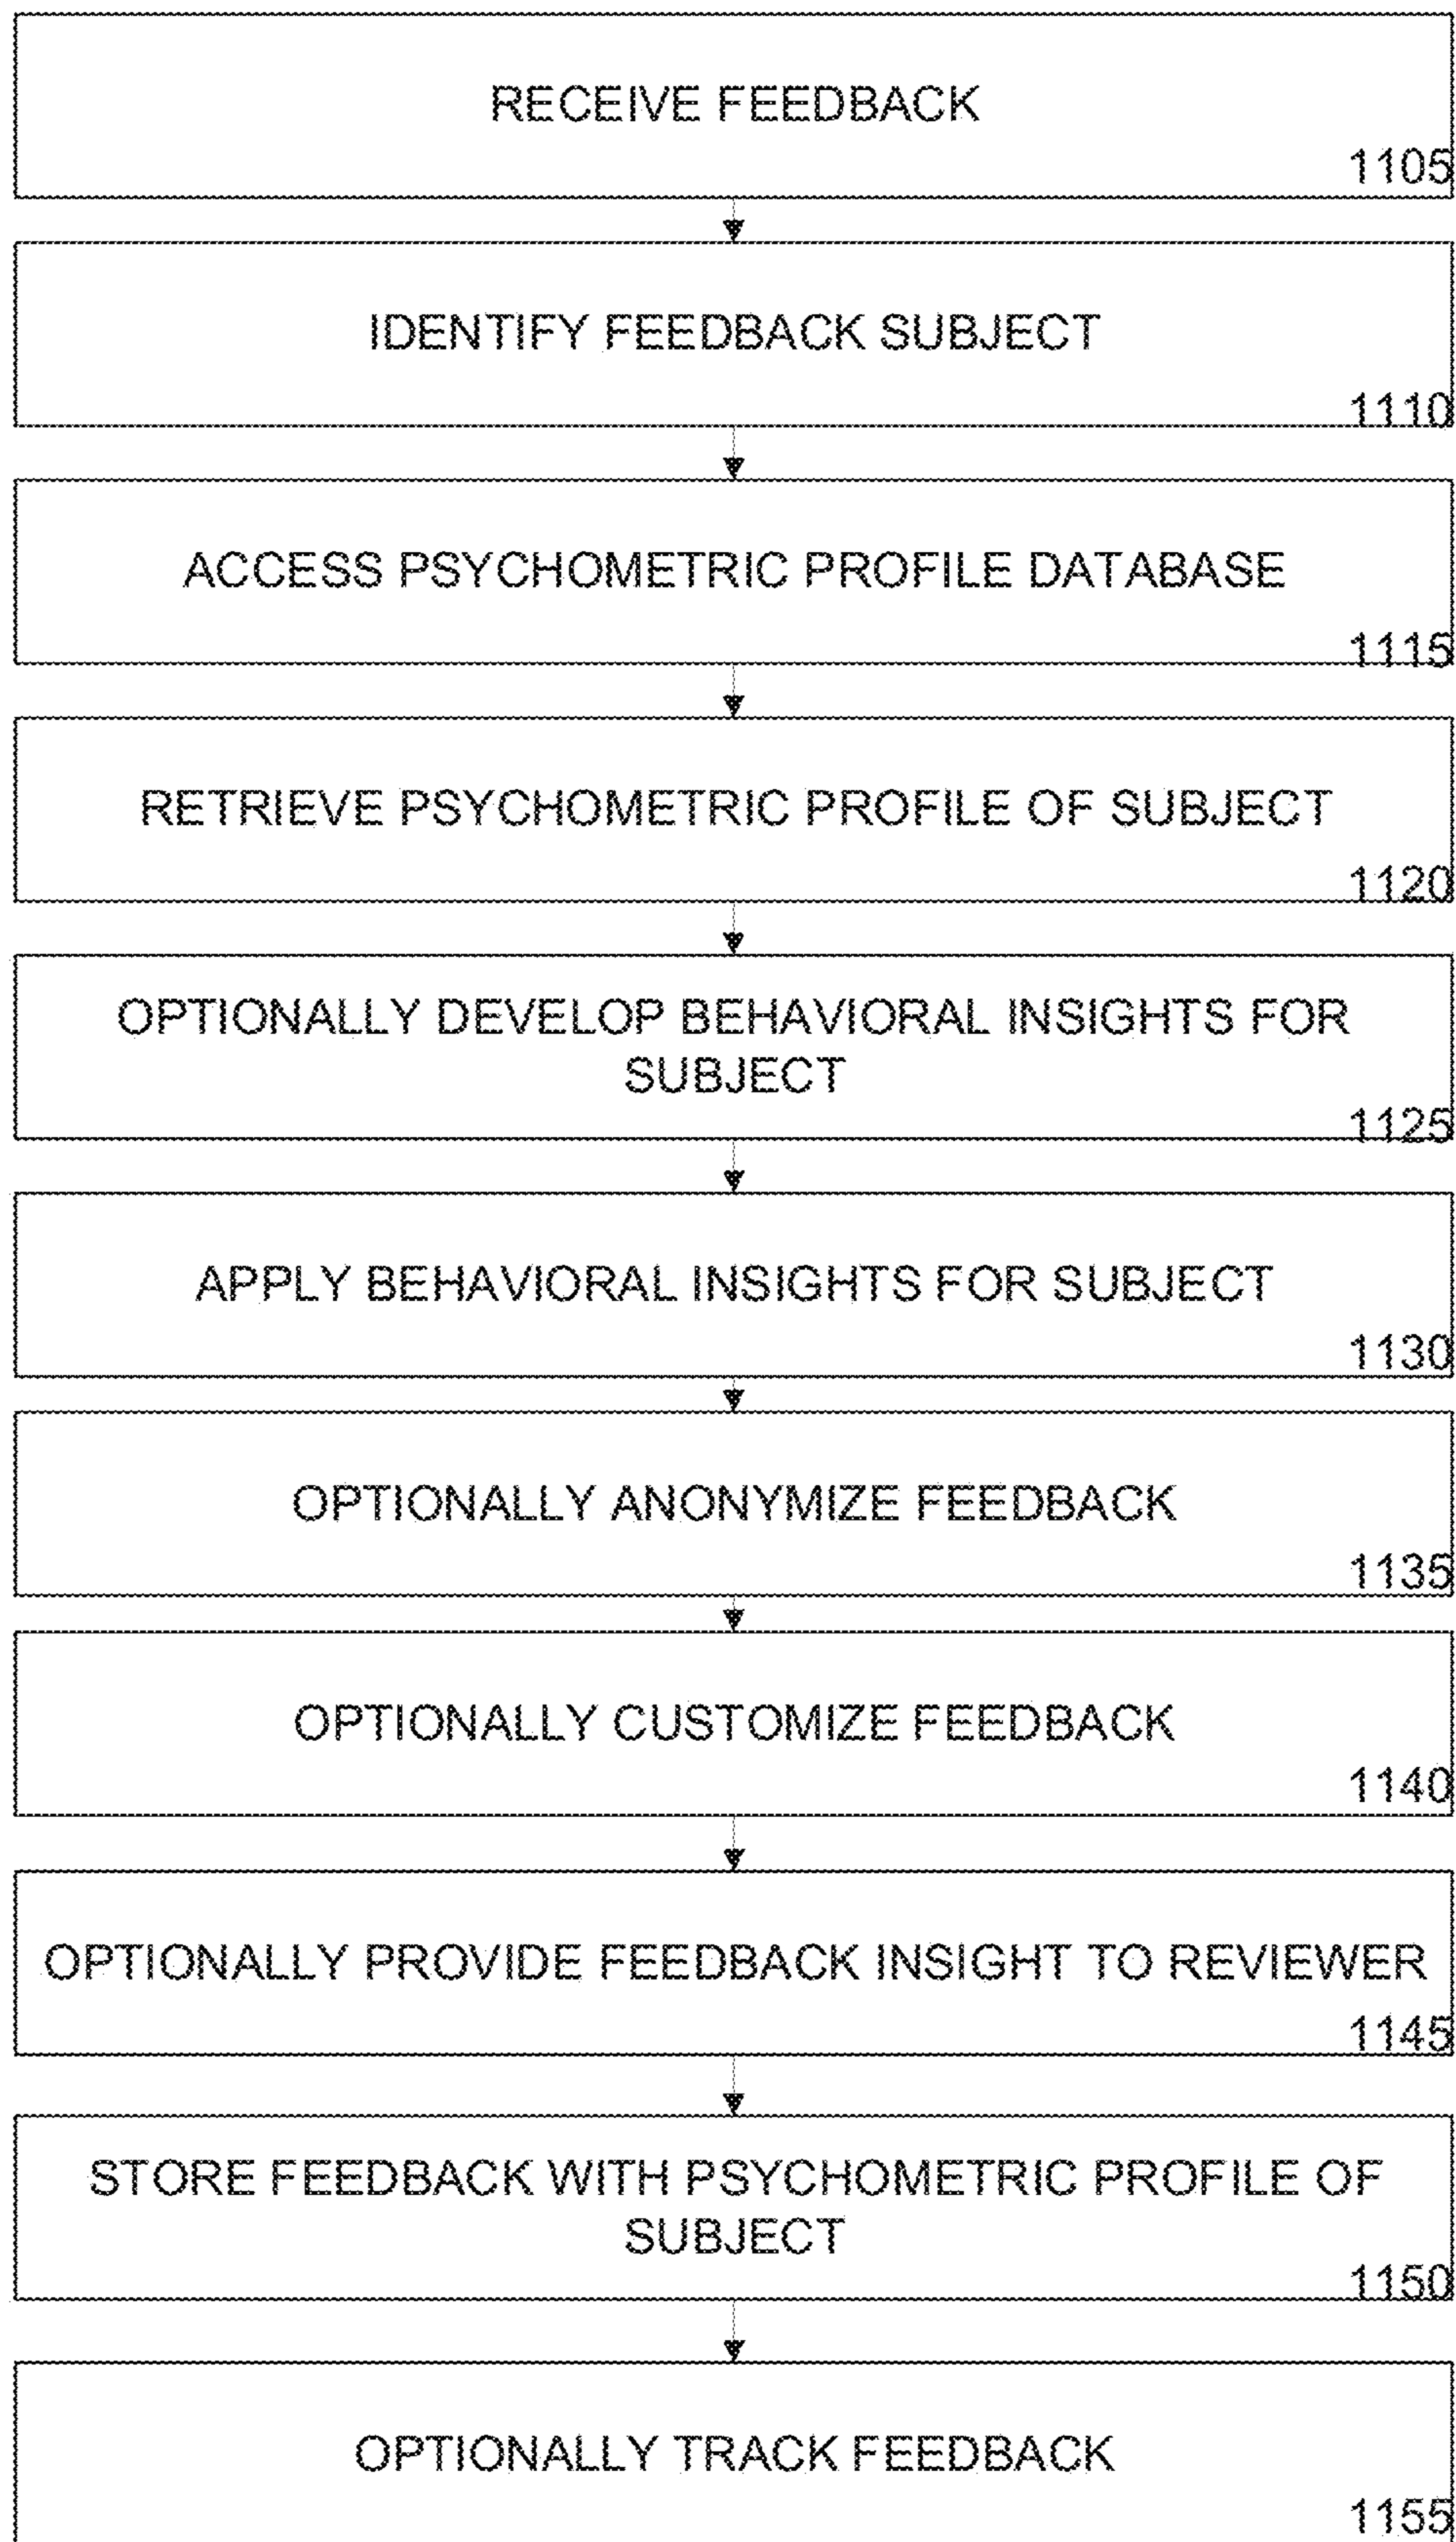 RECEIVE FEEDBACK
1105
IDENTIFY FEEDBACK SUBJECT
1110
ACCESS PSYCHOMETRIC PROFILE DATABASE
1115
RETRIEVE PSYCHOMETRIC PROFILE OF SUBJECT
1120
OPTIONALLY DEVELOP BEHAVIORAL INSIGHTS FOR
SUBJECT
1125
APPLY BEHAVIORAL INSIGHTS FOR SUBJECT
1130
OPTIONALLY ANONYMIZE FEEDBACK
1135
OPTIONALLY CUSTOMIZE FEEDBACK
1140
OPTIONALLY PROVIDE FEEDBACK INSIGHT TO REVIEWER
1145
STORE FEEDBACK WITH PSYCHOMETRIC PROFILE OF
SUBJECT
1150
OPTIONALLY TRACK FEEDBACK
1155